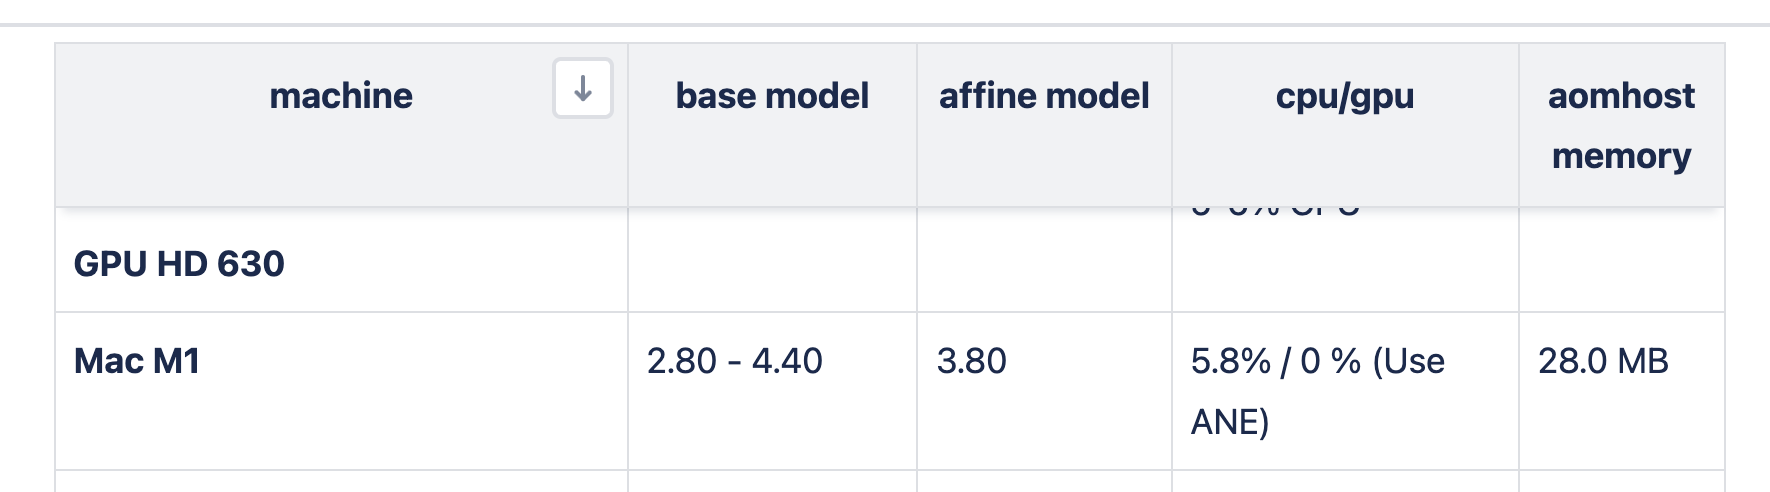 machine ↓ base model affine model cpu/gpu aomhost
memory
GPU HD 630
Mac M1 2.80 - 4.40 3.80 5.8% / 0 % (Use 28.0 MB
ANE)